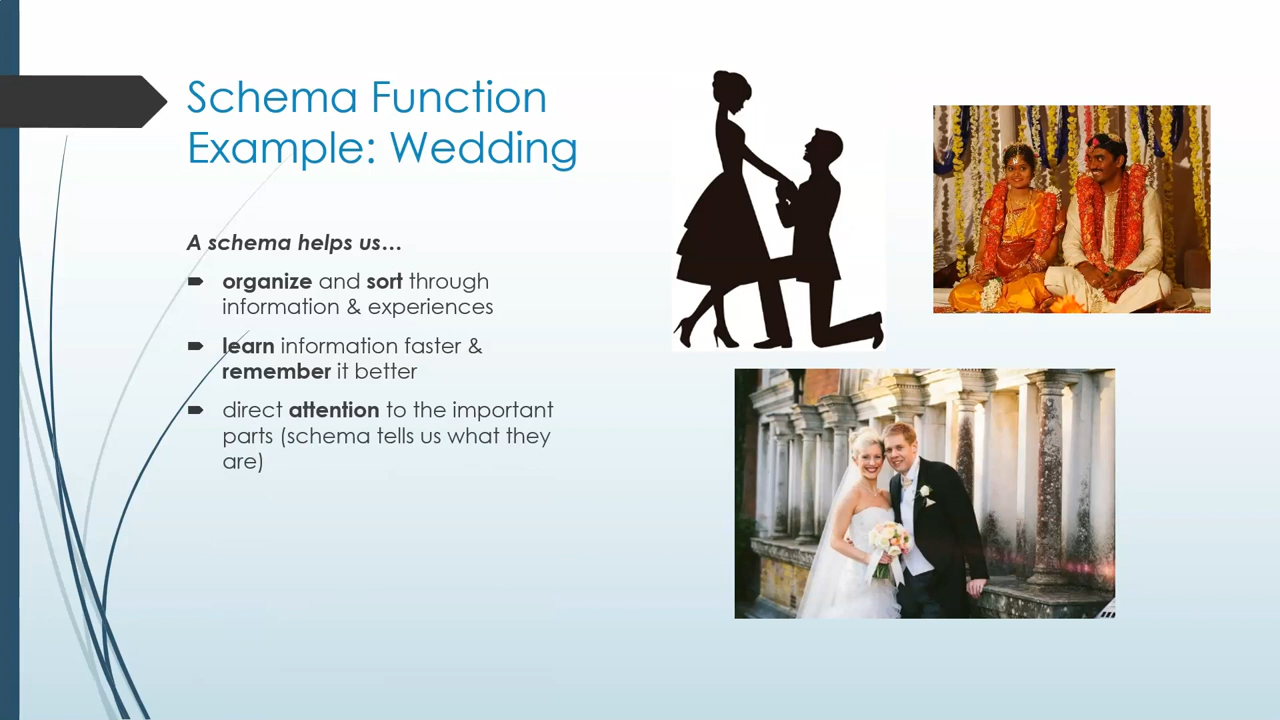 Schema Function
Example: Wedding
A schema helps us…
organize and sort through
information & experiences
learn information faster &
remember it better
direct attention to the important
parts (schema tells us what they
are)